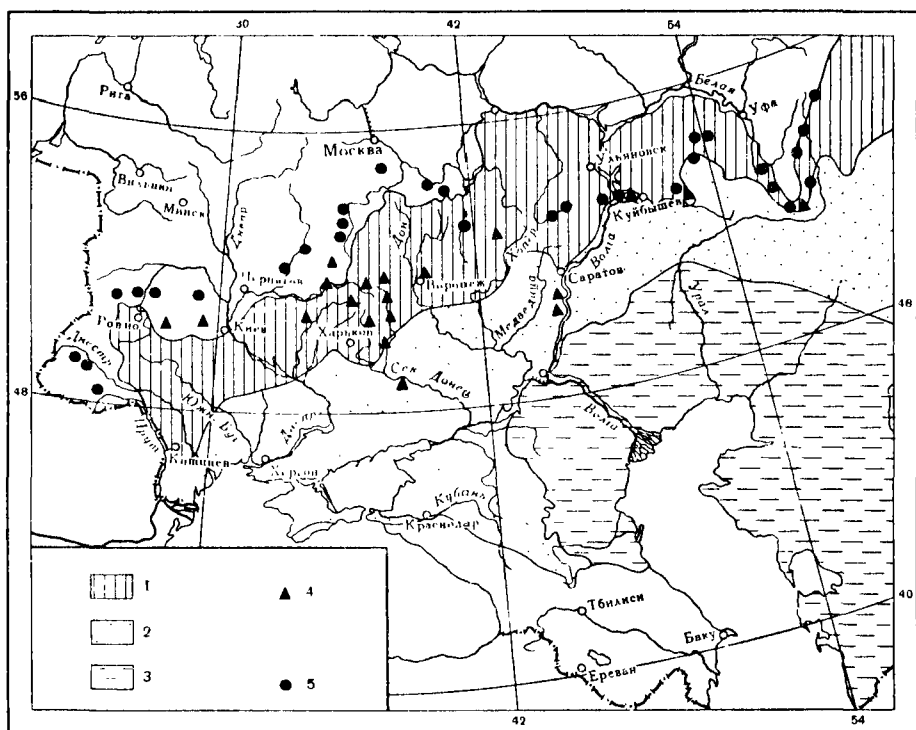 30
42
54
56
Белая
Рига
Уфа
Москва
Ульяновск
Вильнюс
Минск
Днепр
Дон
Куйбышев
Хопер
Волга
Чернигов
Саратов
Воронеж
Урал
48
Медведица
Ровно
Киев
Харьков
Днестр
Сев Донец
48
Южн Буг
Днепр
Волга
Прут
Кишинев
Херсон
Кубань
Краснодар
1
4
40
Тбилиси
2
Баку
3
5
Ереван
42
54